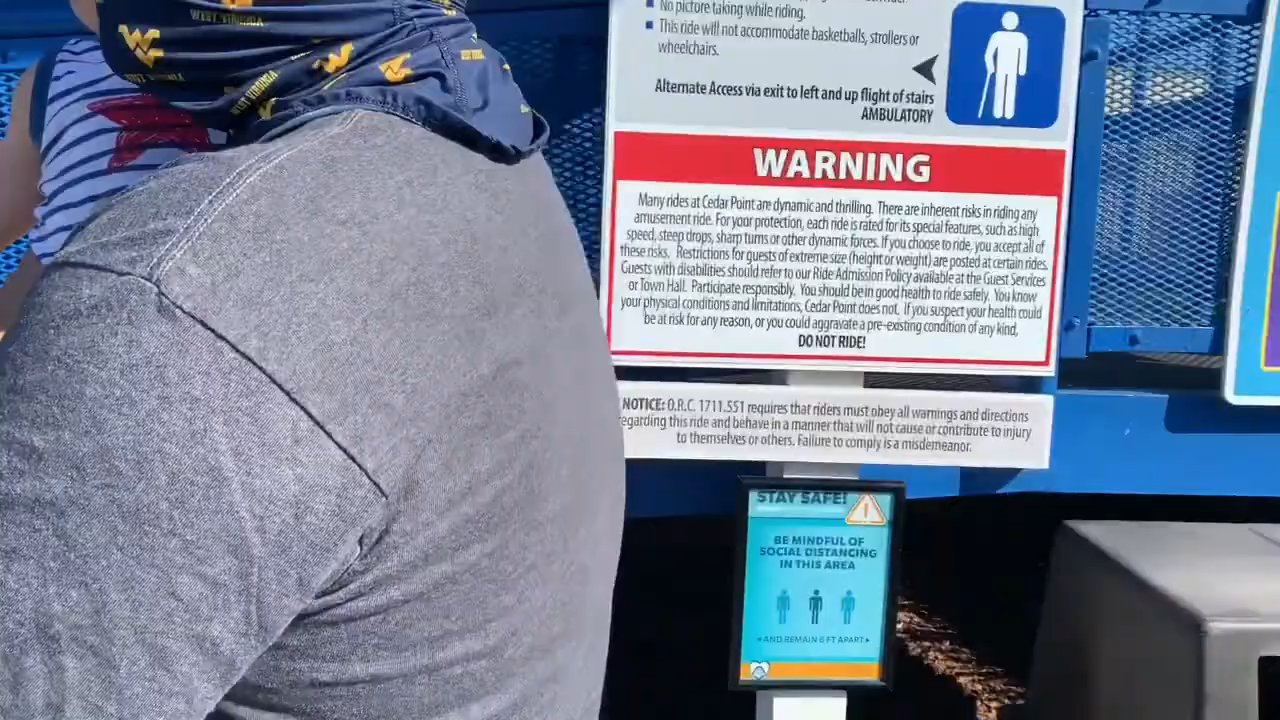 WEST VIRGINIA
WEST VIRGINIA
No picture taking while riding.
This ride will not accommodate basketballs, strollers or
wheelchairs.
Alternate Access via exit to left and up flight of stairs
AMBULATORY
WARNING
Many rides at Cedar Point are dynamic and thrilling. There are inherent risks in riding any
amusement ride. For your protection, each ride is rated for its special features, such as high
speed, steep drops, sharp turns or other dynamic forces. If you choose to ride, you accept all of
these risks. Restrictions for guests of extreme size (height or weight) are posted at certain rides.
Guests with disabilities should refer to our Ride Admission Policy available at the Guest Services
or Town Hall. Participate responsibly. You should be in good health to ride safely. You know
your physical conditions and limitations, Cedar Point does not. If you suspect your health could
be at risk for any reason, or you could aggravate a pre-existing condition of any kind,
DO NOT RIDE!
NOTICE: O.R.C. 1711.551 requires that riders must obey all warnings and directions
regarding this ride and behave in a manner that will not cause or contribute to injury
to themselves or others. Failure to comply is a misdemeanor.
STAY SAFE!
BE MINDFUL OF
SOCIAL DISTANCING
IN THIS AREA
AND REMAIN 6 FT APART